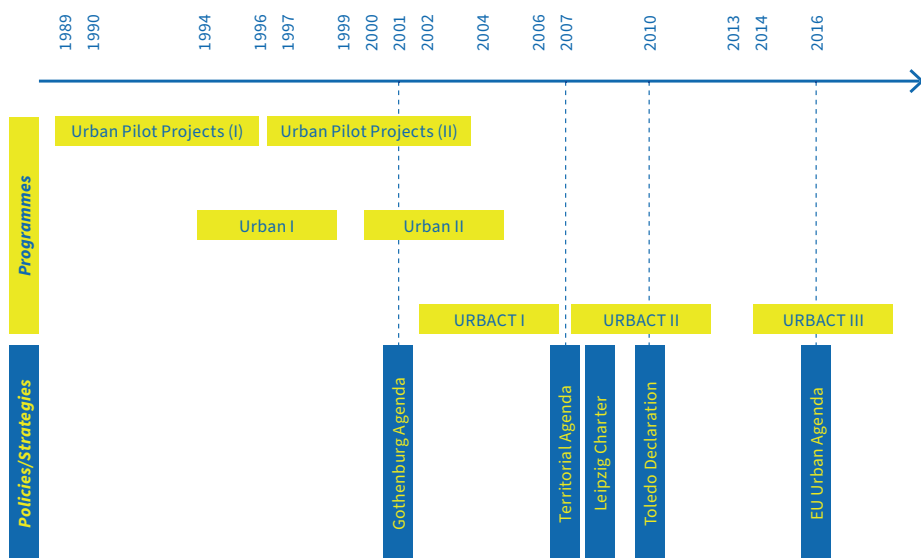 1989
1990
1994
1996
1997
1999
2000
2001
2002
2004
2006
2007
2010
2013
2014
2016
Programmes
Urban Pilot Projects (I)
Urban Pilot Projects (II)
Urban I
Urban II
URBACT I
URBACT II
URBACT III
Policies/Strategies
Gothenburg Agenda
Territorial Agenda
Leipzig Charter
Toledo Declaration
EU Urban Agenda